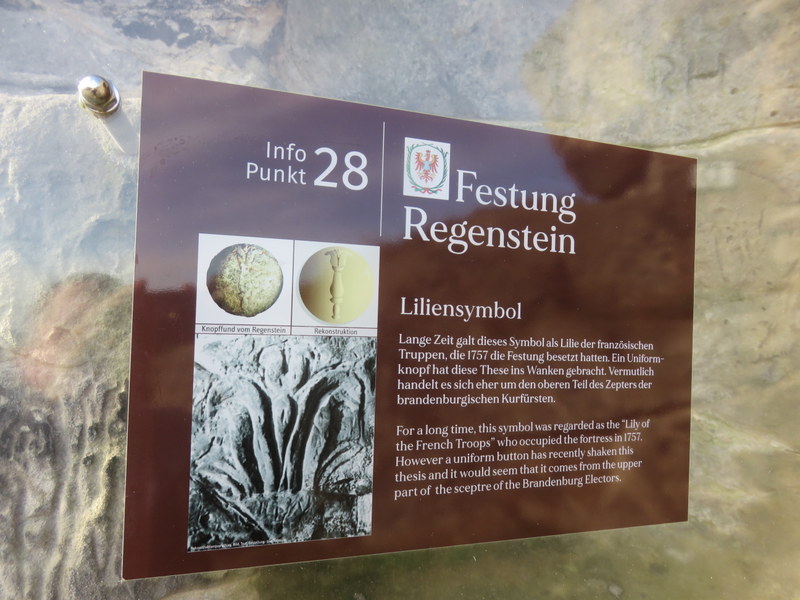 Info
Punkt 28
Festung
Regenstein
Knopffund vom Regenstein
Rekonstruktion
Liliensymbol
Lange Zeit galt dieses Symbol als Lilie der französischen
Truppen, die 1757 die Festung besetzt hatten. Ein Uniform-
knopf hat diese These ins Wanken gebracht. Vermutlich
handelt es sich eher um den oberen Teil des Zepters der
brandenburgischen Kurfürsten.
For a long time, this symbol was regarded as the "Lily of
the French Troops" who occupied the fortress in 1757.
However a uniform button has recently shaken this
thesis and it would seem that it comes from the upper
part of the sceptre of the Brandenburg Electors.